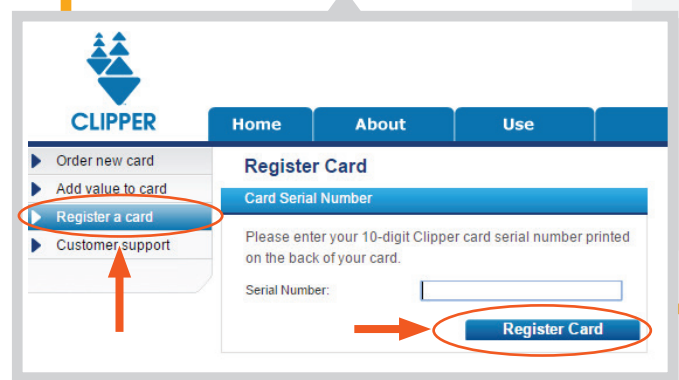 CLIPPER
Home About Use
Order new card
Add value to card
Register a card
Customer support
Register Card
Card Serial Number
Please enter your 10-digit Clipper card serial number printed
on the back of your card.
Serial Number:
Register Card